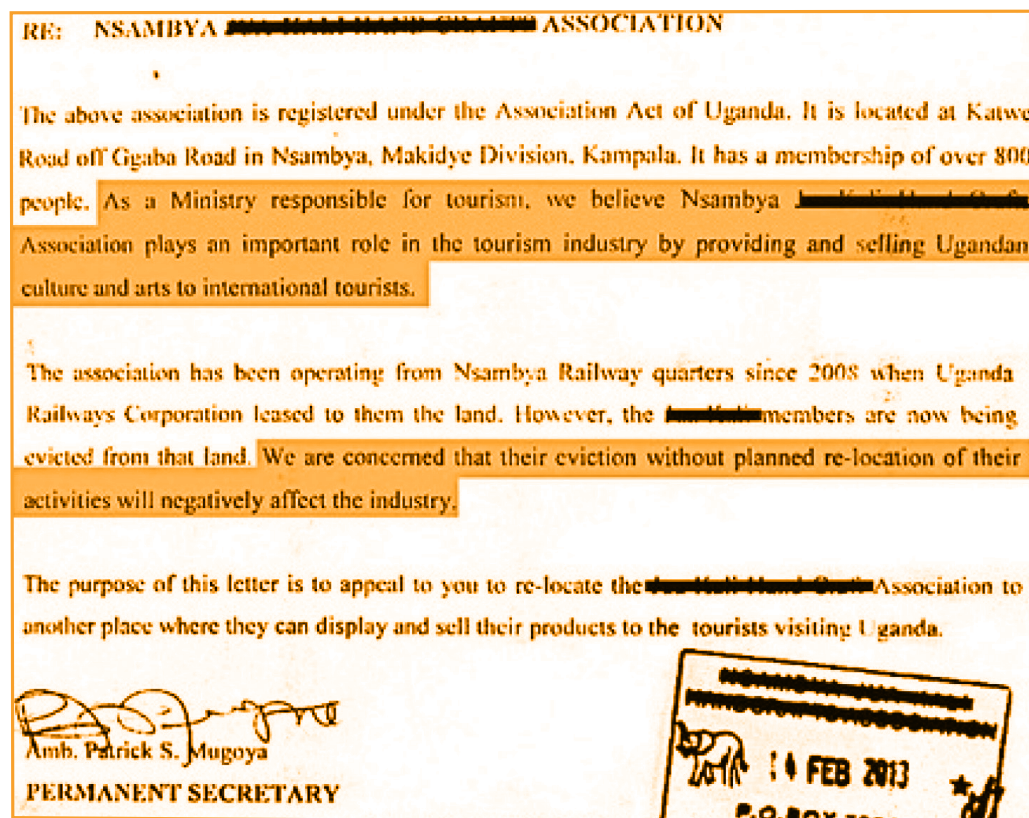 RE: NSAMBYA ASSOCIATION
The above association is registered under the Association Act of Uganda. It is located at Katwe
Road off Ggaba Road in Nsambya, Makidye Division, Kampala. It has a membership of over 800
people. As a Ministry responsible for tourism, we believe Nsambya
Association plays an important role in the tourism industry by providing and selling Ugandan
culture and arts to international tourists.
The association has been operating from Nsambya Railway quarters since 2008 when Uganda
Railways Corporation leased to them the land. However, the members are now being
evicted from that land. We are concerned that their eviction without planned re-location of their
activities will negatively affect the industry.
The purpose of this letter is to appeal to you to re-locate the Association to
another place where they can display and sell their products to the tourists visiting Uganda.
Amb. Patrick S. Mugoya
PERMANENT SECRETARY
14 FEB 2013
P.O.BOX